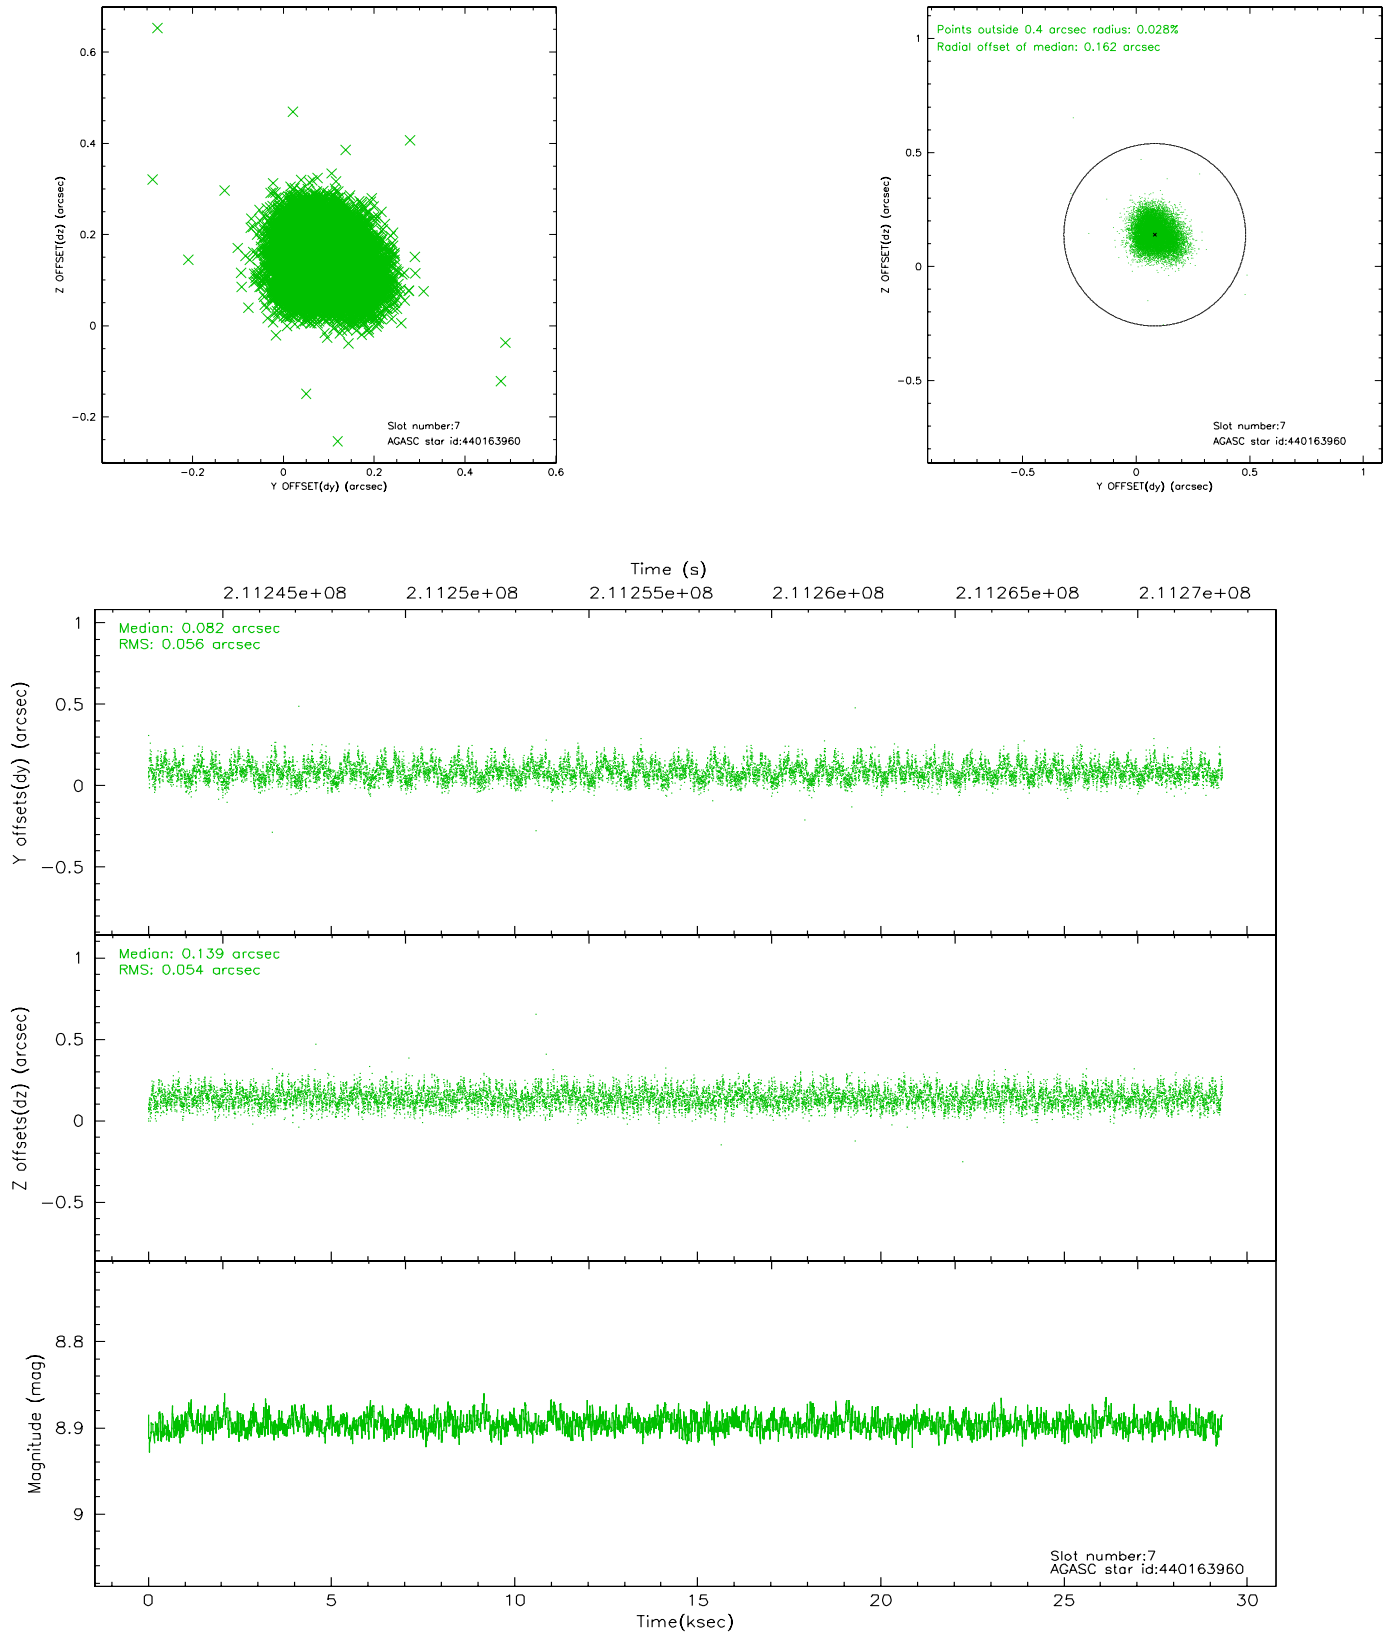 0.6
0.4
0.2
0
−0.2
Z OFFSET(dz) (arcsec)
Slot number:7
AGASC star id:440163960
−0.2 0 0.2 0.4 0.6
Y OFFSET(dy) (arcsec)
Points outside 0.4 arcsec radius: 0.028%
Radial offset of median: 0.162 arcsec
1
0.5
0
−0.5
Z OFFSET(dz) (arcsec)
Slot number:7
AGASC star id:440163960
−0.5 0 0.5 1
Y OFFSET(dy) (arcsec)
Time (s)
2.11245e+08 2.1125e+08 2.11255e+08 2.1126e+08 2.11265e+08 2.1127e+08
Median: 0.082 arcsec
RMS: 0.056 arcsec
1
0.5
0
−0.5
Y offsets(dy) (arcsec)
Median: 0.139 arcsec
RMS: 0.054 arcsec
1
0.5
0
−0.5
Z offsets(dz) (arcsec)
8.8
8.9
9
Magnitude (mag)
Slot number:7
AGASC star id:440163960
0 5 10 15 20 25 30
Time(ksec)